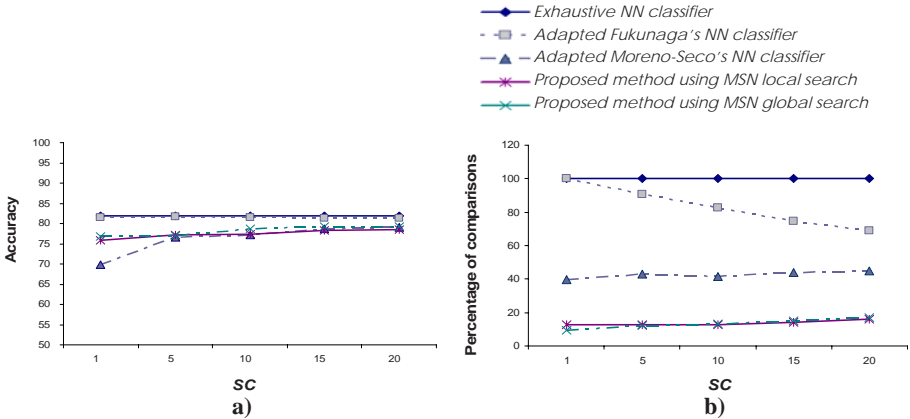 Exhaustive NN classifier
Adapted Fukunaga's NN classifier
Adapted Moreno-Seco's NN classifier
Proposed method using MSN local search
Proposed method using MSN global search
Accuracy
100
95
90
85
80
75
70
65
60
55
50
1 5 10 15 20
SC
a)
Percentage of comparisons
120
100
80
60
40
20
0
1 5 10 15 20
SC
b)